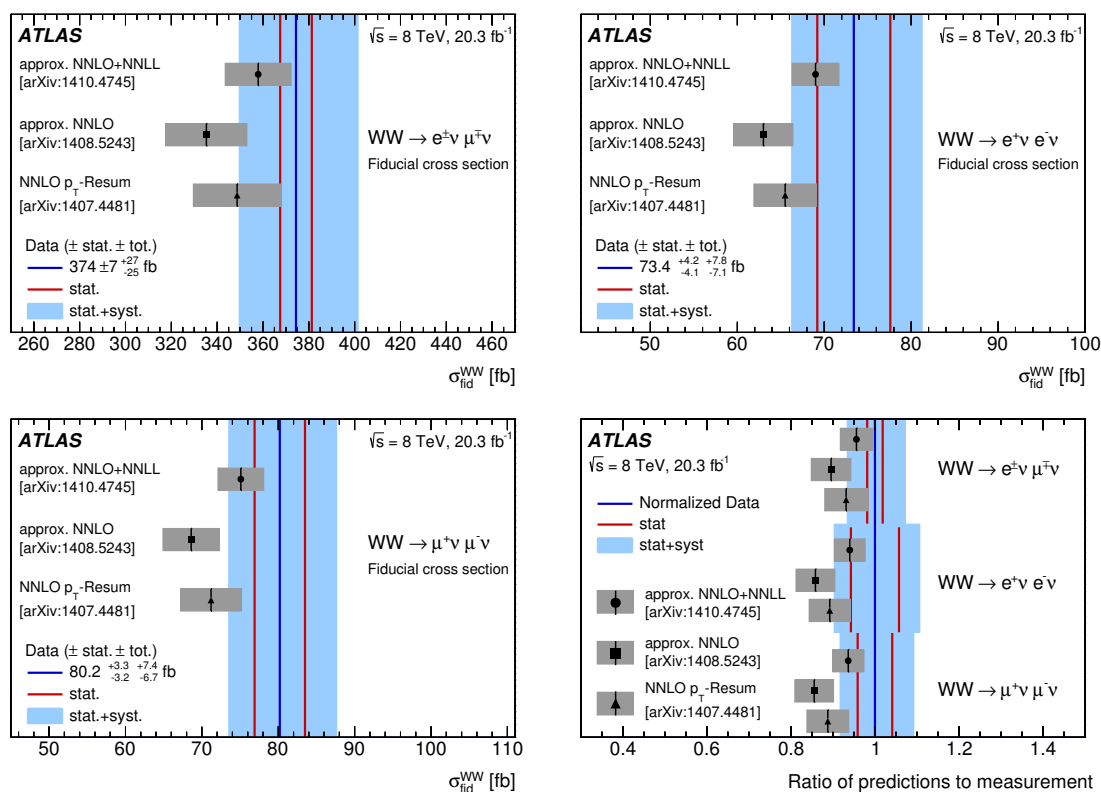 ATLAS
√s = 8 TeV, 20.3 fb⁻¹
approx. NNLO+NNLL
[arXiv:1410.4745]
approx. NNLO
[arXiv:1408.5243]
WW → e±ν μ∓ν
Fiducial cross section
NNLO p_T-Resum
[arXiv:1407.4481]
Data (± stat. ± tot.)
374 ±7 +27 -25 fb
stat.
stat.+syst.
260 280 300 320 340 360 380 400 420 440 460
σ_fid^WW [fb]
ATLAS
√s = 8 TeV, 20.3 fb⁻¹
approx. NNLO+NNLL
[arXiv:1410.4745]
approx. NNLO
[arXiv:1408.5243]
WW → e⁺ν e⁻ν
Fiducial cross section
NNLO p_T-Resum
[arXiv:1407.4481]
Data (± stat. ± tot.)
73.4 +4.2 -4.1 +7.8 -7.1 fb
stat.
stat.+syst.
50 60 70 80 90 100
σ_fid^WW [fb]
ATLAS
√s = 8 TeV, 20.3 fb⁻¹
approx. NNLO+NNLL
[arXiv:1410.4745]
approx. NNLO
[arXiv:1408.5243]
WW → μ⁺ν μ⁻ν
Fiducial cross section
NNLO p_T-Resum
[arXiv:1407.4481]
Data (± stat. ± tot.)
80.2 +3.3 -3.2 +7.4 -6.7 fb
stat.
stat.+syst.
50 60 70 80 90 100 110
σ_fid^WW [fb]
ATLAS
√s = 8 TeV, 20.3 fb⁻¹
WW → e±ν μ∓ν
Normalized Data
stat
stat+syst
WW → e⁺ν e⁻ν
approx. NNLO+NNLL
[arXiv:1410.4745]
approx. NNLO
[arXiv:1408.5243]
WW → μ⁺ν μ⁻ν
NNLO p_T-Resum
[arXiv:1407.4481]
0.4 0.6 0.8 1 1.2 1.4
Ratio of predictions to measurement